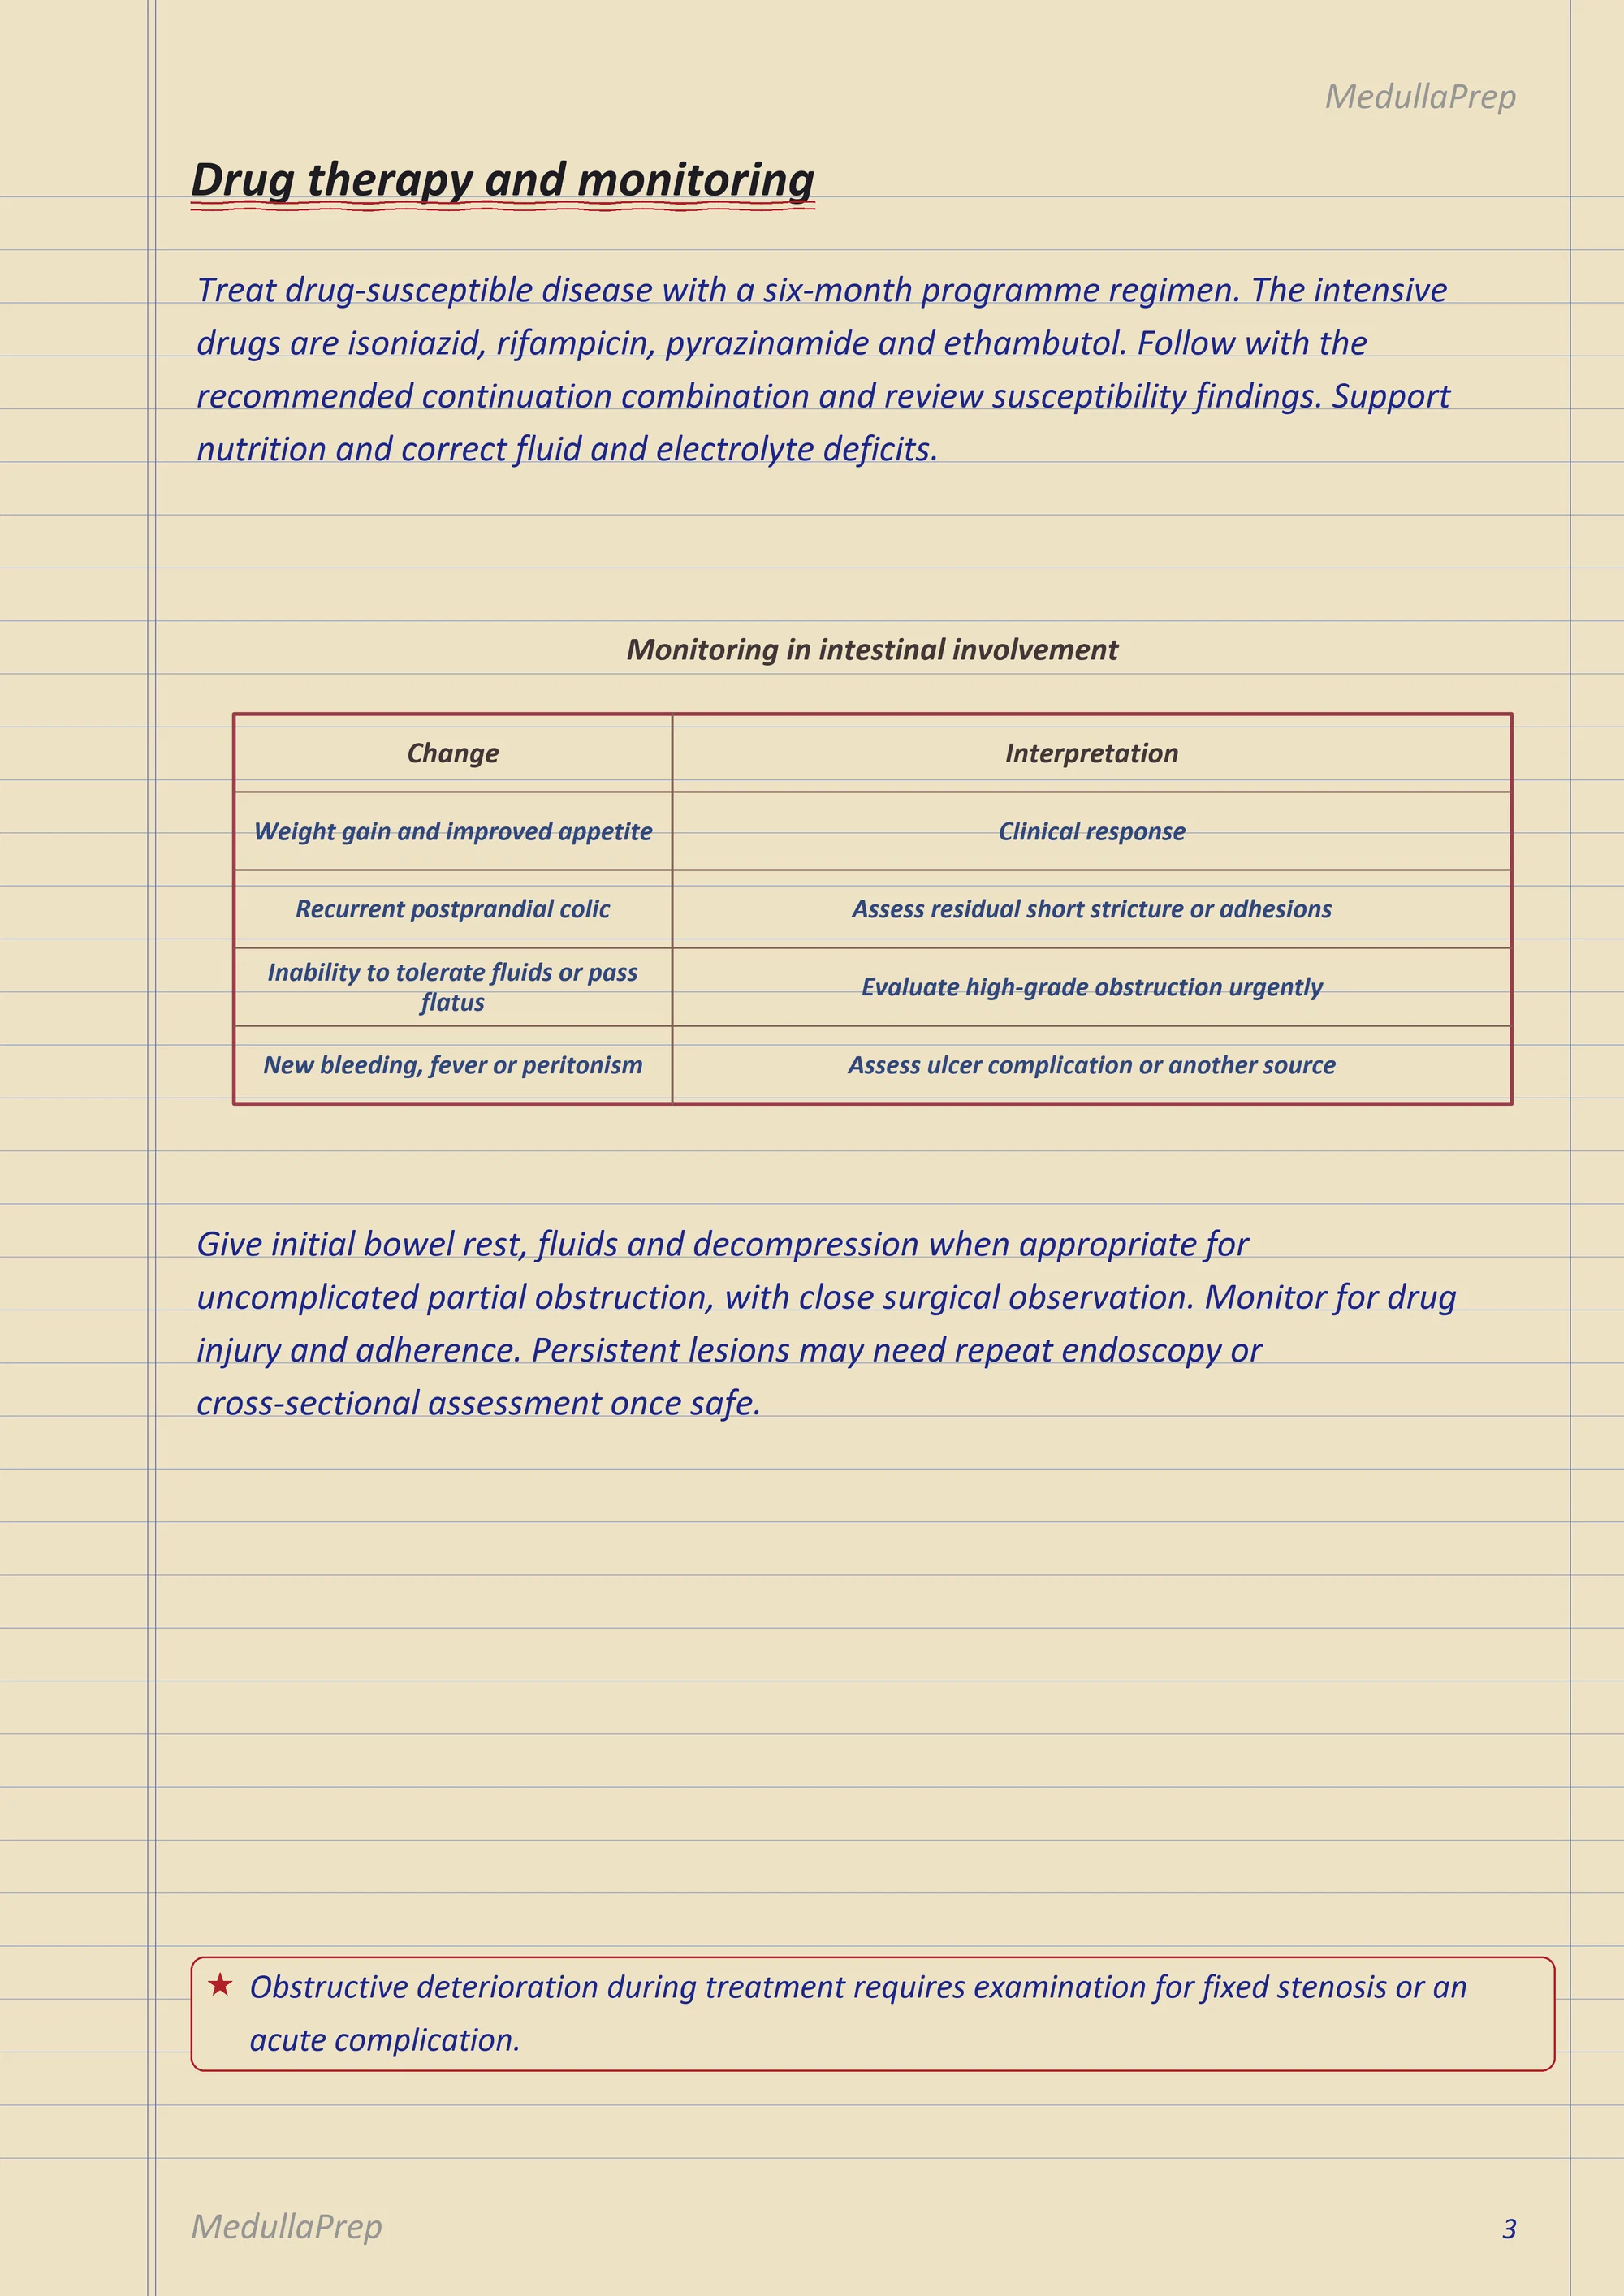 MedullaPrep
Drug therapy and monitoring
Treat drug-susceptible disease with a six-month programme regimen. The intensive
drugs are isoniazid, rifampicin, pyrazinamide and ethambutol. Follow with the
recommended continuation combination and review susceptibility findings. Support
nutrition and correct fluid and electrolyte deficits.
Monitoring in intestinal involvement
Change Interpretation
Weight gain and improved appetite Clinical response
Recurrent postprandial colic Assess residual short stricture or adhesions
Inability to tolerate fluids or pass
flatus
Evaluate high-grade obstruction urgently
New bleeding, fever or peritonism Assess ulcer complication or another source
Give initial bowel rest, fluids and decompression when appropriate for
uncomplicated partial obstruction, with close surgical observation. Monitor for drug
injury and adherence. Persistent lesions may need repeat endoscopy or
cross-sectional assessment once safe.
★ Obstructive deterioration during treatment requires examination for fixed stenosis or an
acute complication.
MedullaPrep 3